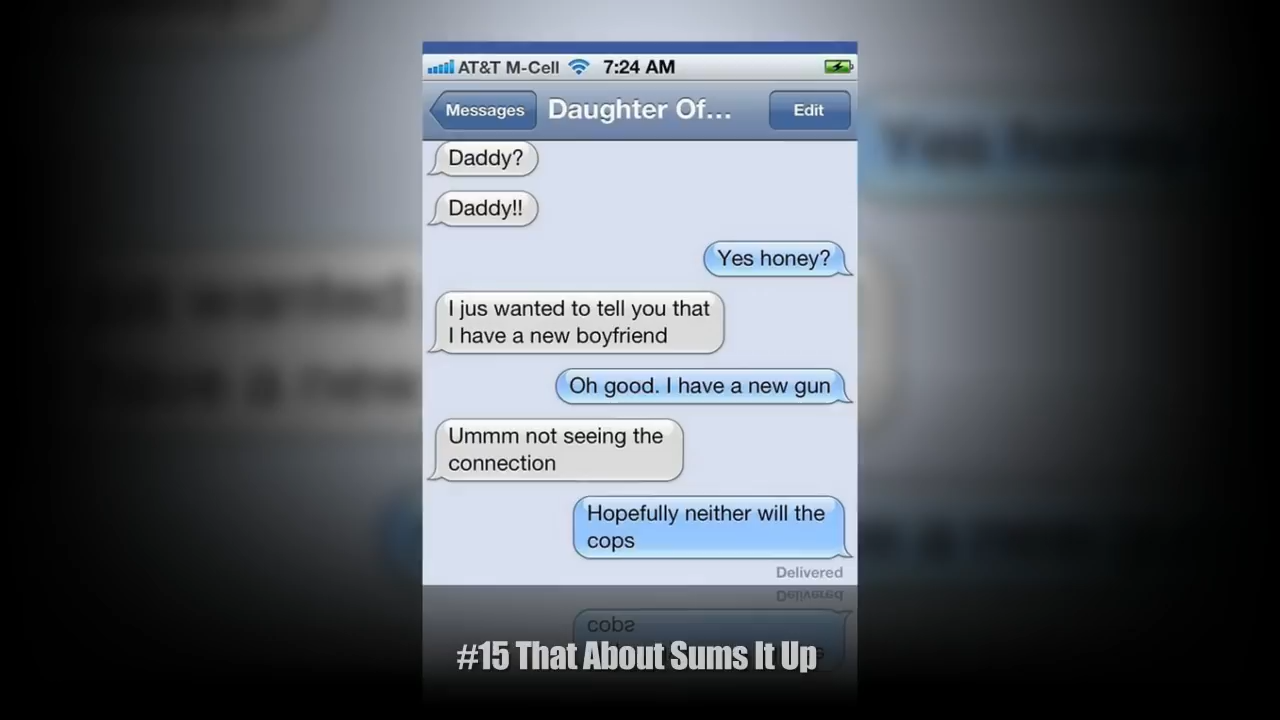 AT&T M-Cell 7:24 AM
Messages Daughter Of... Edit
Daddy?
Daddy!!
Yes honey?
I jus wanted to tell you that
I have a new boyfriend
Oh good. I have a new gun
Ummm not seeing the
connection
Hopefully neither will the
cops
Delivered
#15 That About Sums It Up